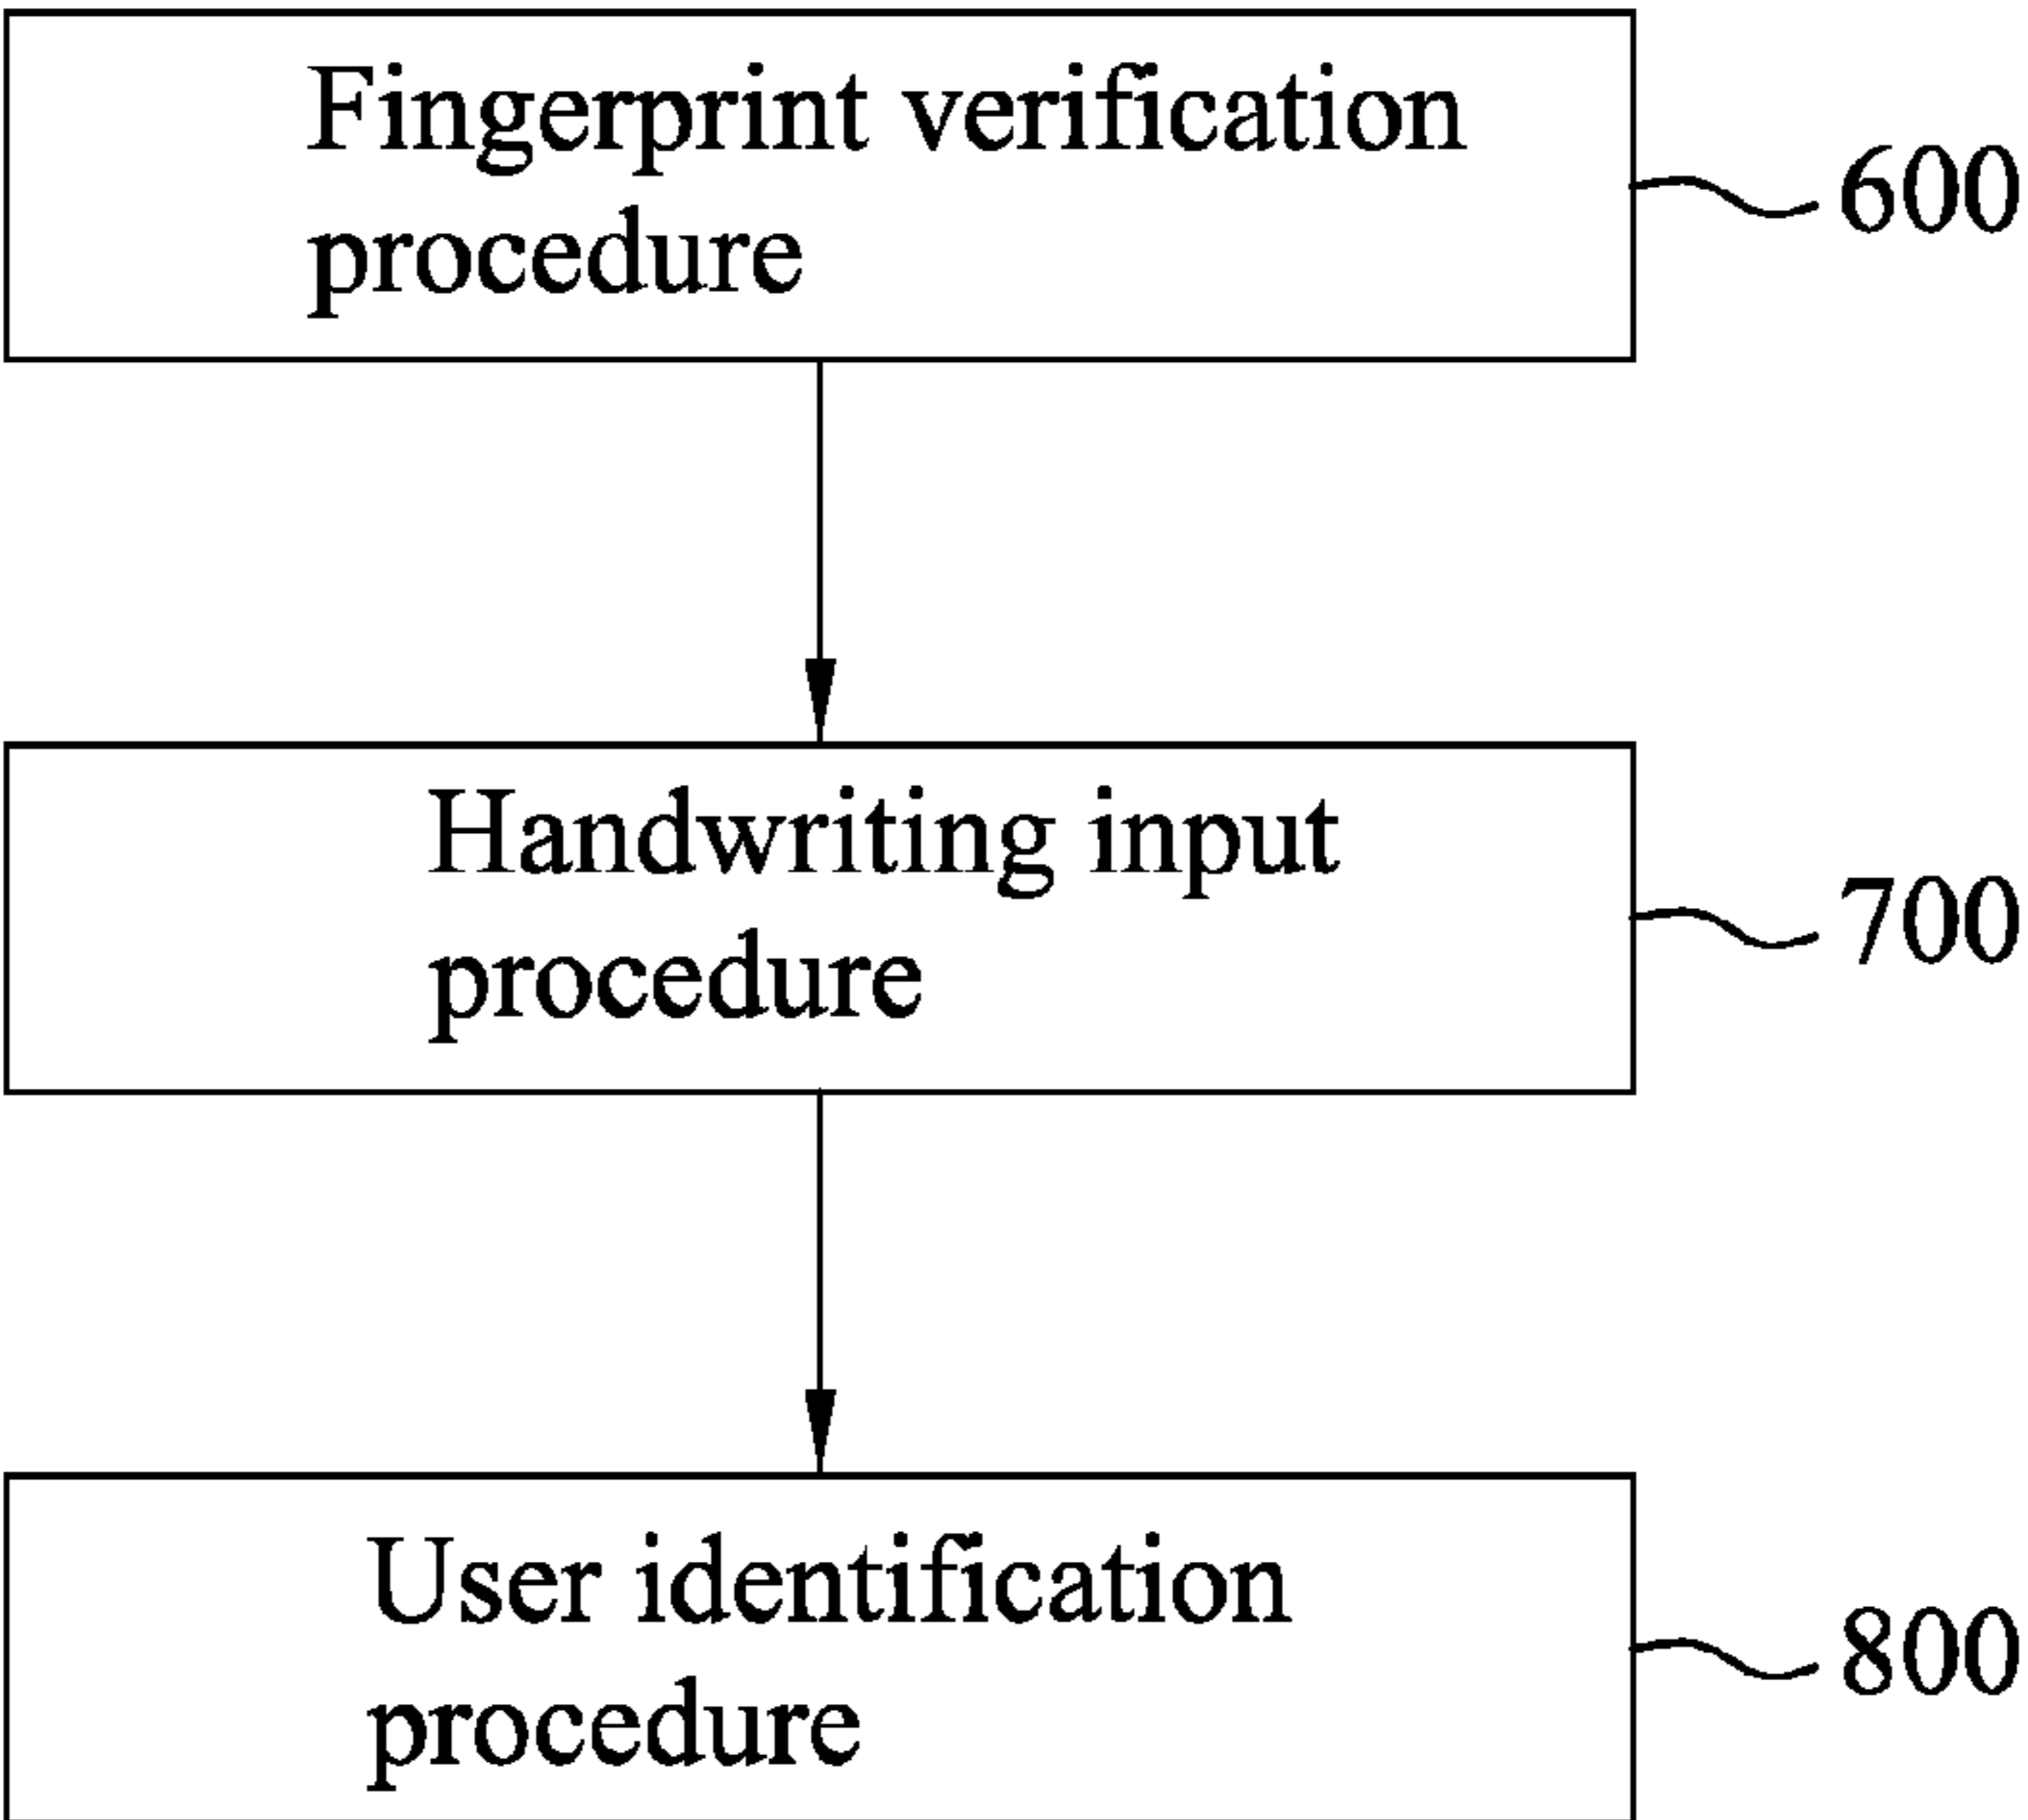 Fingerprint verification
procedure
600
Handwriting input
procedure
700
User identification
procedure
800